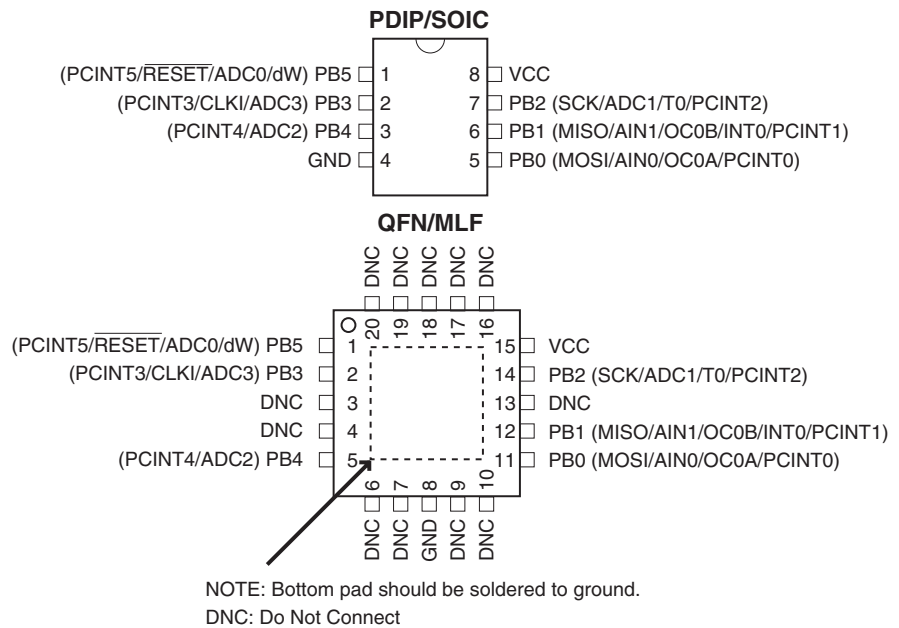 PDIP/SOIC
(PCINT5/RESET/ADC0/dW) PB5 1 8 VCC
(PCINT3/CLKI/ADC3) PB3 2 7 PB2 (SCK/ADC1/T0/PCINT2)
(PCINT4/ADC2) PB4 3 6 PB1 (MISO/AIN1/OC0B/INT0/PCINT1)
GND 4 5 PB0 (MOSI/AIN0/OC0A/PCINT0)
QFN/MLF
DNC DNC DNC DNC DNC
20 19 18 17 16
(PCINT5/RESET/ADC0/dW) PB5 1 15 VCC
(PCINT3/CLKI/ADC3) PB3 2 14 PB2 (SCK/ADC1/T0/PCINT2)
DNC 3 13 DNC
DNC 4 12 PB1 (MISO/AIN1/OC0B/INT0/PCINT1)
(PCINT4/ADC2) PB4 5 11 PB0 (MOSI/AIN0/OC0A/PCINT0)
6 7 8 9 10
DNC DNC GND DNC DNC
NOTE: Bottom pad should be soldered to ground.
DNC: Do Not Connect